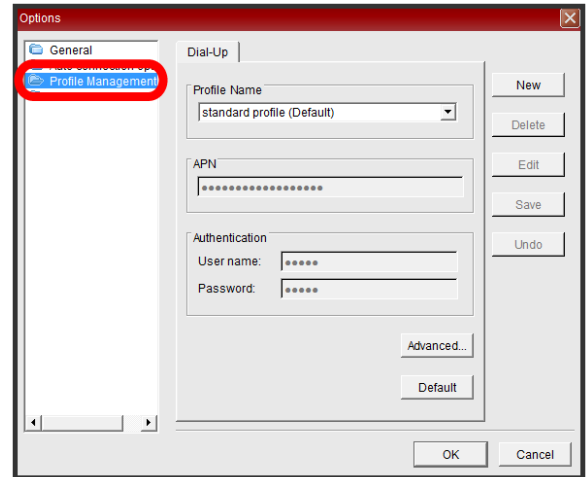 Options
General
Profile Management
Dial-Up
Profile Name
standard profile (Default)
APN
●●●●●●●●●●●●●●●●●●
Authentication
User name: ●●●●●
Password: ●●●●●
Advanced...
Default
New
Delete
Edit
Save
Undo
OK
Cancel